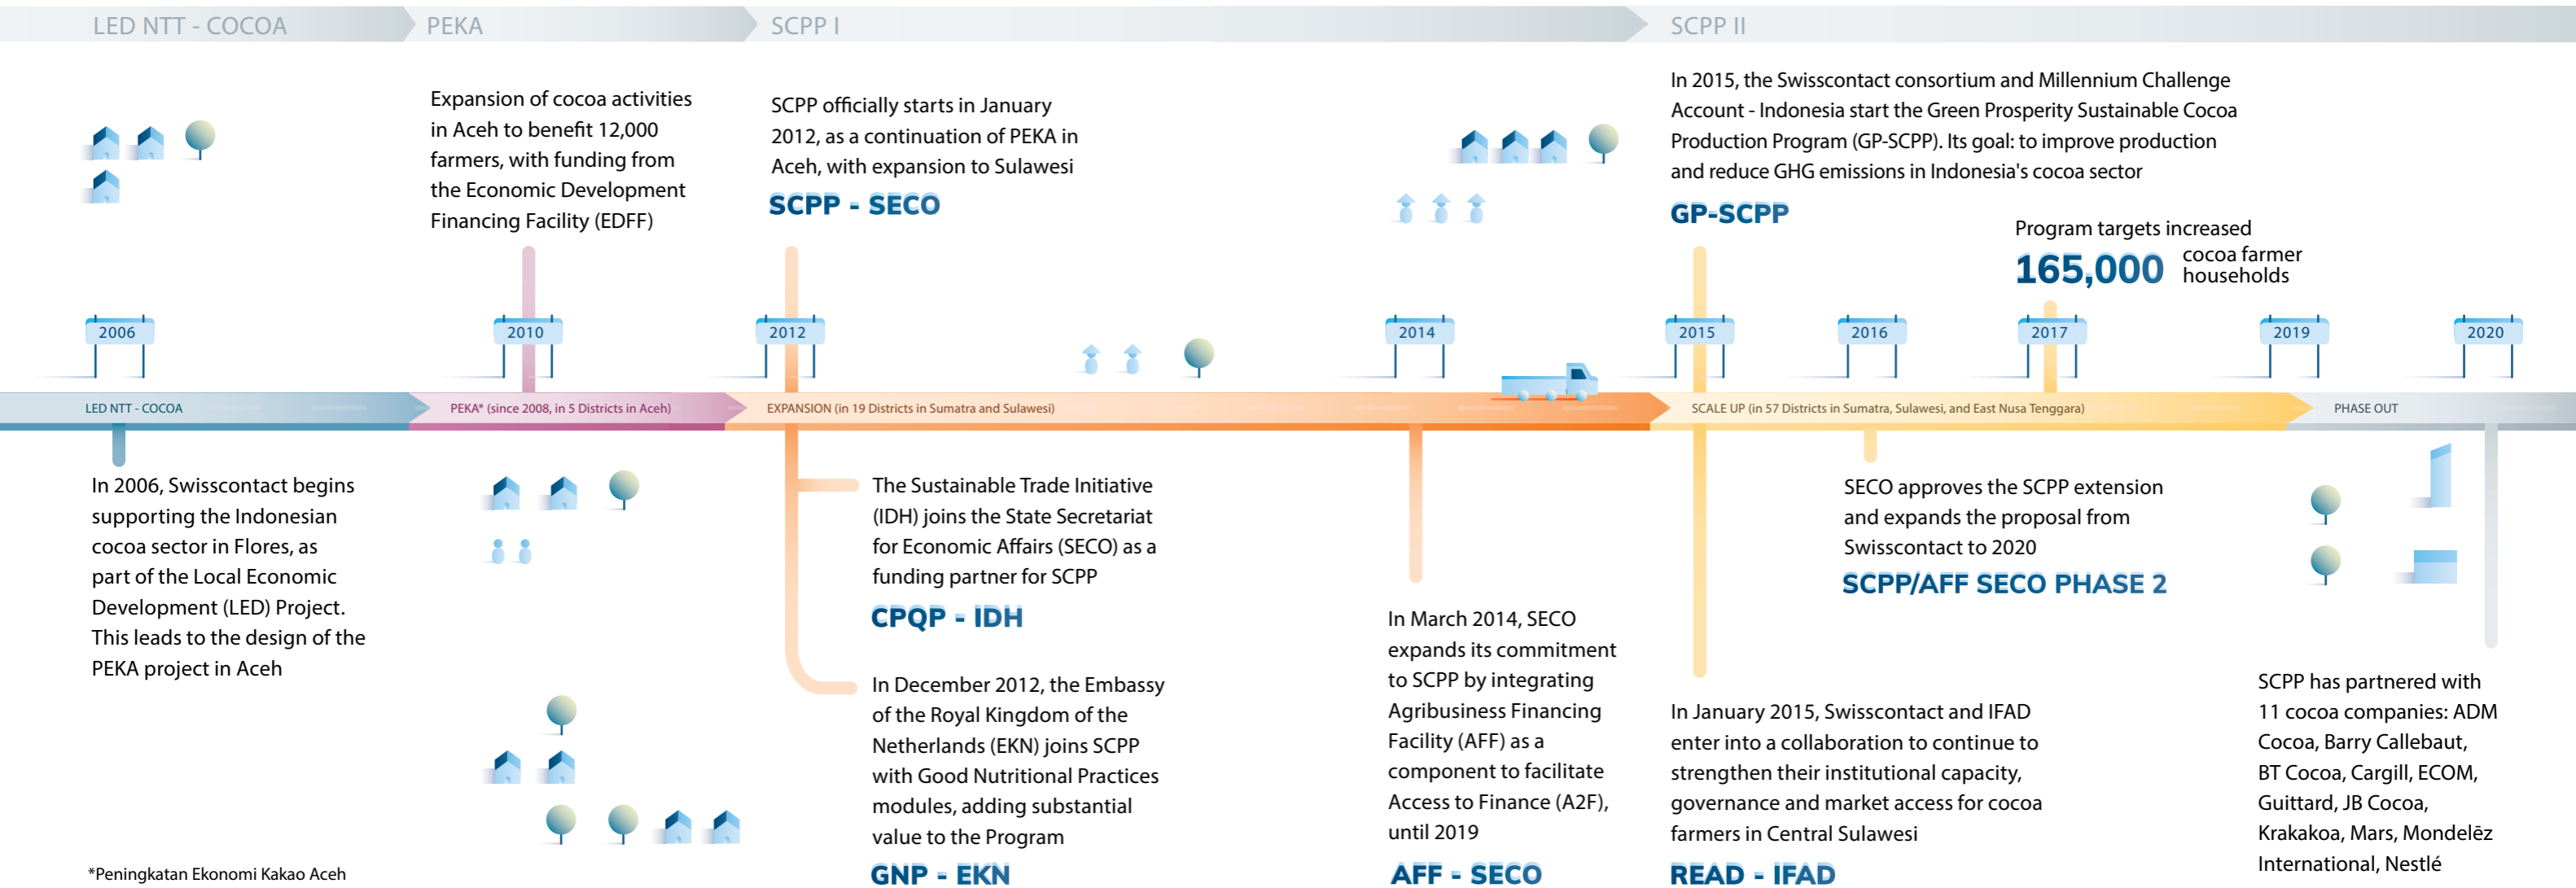 LED NTT - COCOA
PEKA
SCPP I
SCPP II
Expansion of cocoa activities
in Aceh to benefit 12,000
farmers, with funding from
the Economic Development
Financing Facility (EDFF)
SCPP officially starts in January
2012, as a continuation of PEKA in
Aceh, with expansion to Sulawesi
SCPP - SECO
In 2015, the Swisscontact consortium and Millennium Challenge
Account - Indonesia start the Green Prosperity Sustainable Cocoa
Production Program (GP-SCPP). Its goal: to improve production
and reduce GHG emissions in Indonesia's cocoa sector
GP-SCPP
Program targets increased
165,000
cocoa farmer
households
2006
2010
2012
2014
2015
2016
2017
2019
2020
LED NTT - COCOA
PEKA* (since 2008, in 5 Districts in Aceh)
EXPANSION (in 19 Districts in Sumatra and Sulawesi)
SCALE UP (in 57 Districts in Sumatra, Sulawesi, and East Nusa Tenggara)
PHASE OUT
In 2006, Swisscontact begins
supporting the Indonesian
cocoa sector in Flores, as
part of the Local Economic
Development (LED) Project.
This leads to the design of the
PEKA project in Aceh
The Sustainable Trade Initiative
(IDH) joins the State Secretariat
for Economic Affairs (SECO) as a
funding partner for SCPP
CPQP - IDH
In December 2012, the Embassy
of the Royal Kingdom of the
Netherlands (EKN) joins SCPP
with Good Nutritional Practices
modules, adding substantial
value to the Program
GNP - EKN
In March 2014, SECO
expands its commitment
to SCPP by integrating
Agribusiness Financing
Facility (AFF) as a
component to facilitate
Access to Finance (A2F),
until 2019
AFF - SECO
In January 2015, Swisscontact and IFAD
enter into a collaboration to continue to
strengthen their institutional capacity,
governance and market access for cocoa
farmers in Central Sulawesi
READ - IFAD
SECO approves the SCPP extension
and expands the proposal from
Swisscontact to 2020
SCPP/AFF SECO PHASE 2
SCPP has partnered with
11 cocoa companies: ADM
Cocoa, Barry Callebaut,
BT Cocoa, Cargill, ECOM,
Guittard, JB Cocoa,
Krakakoa, Mars, Mondelēz
International, Nestlé
*Peningkatan Ekonomi Kakao Aceh